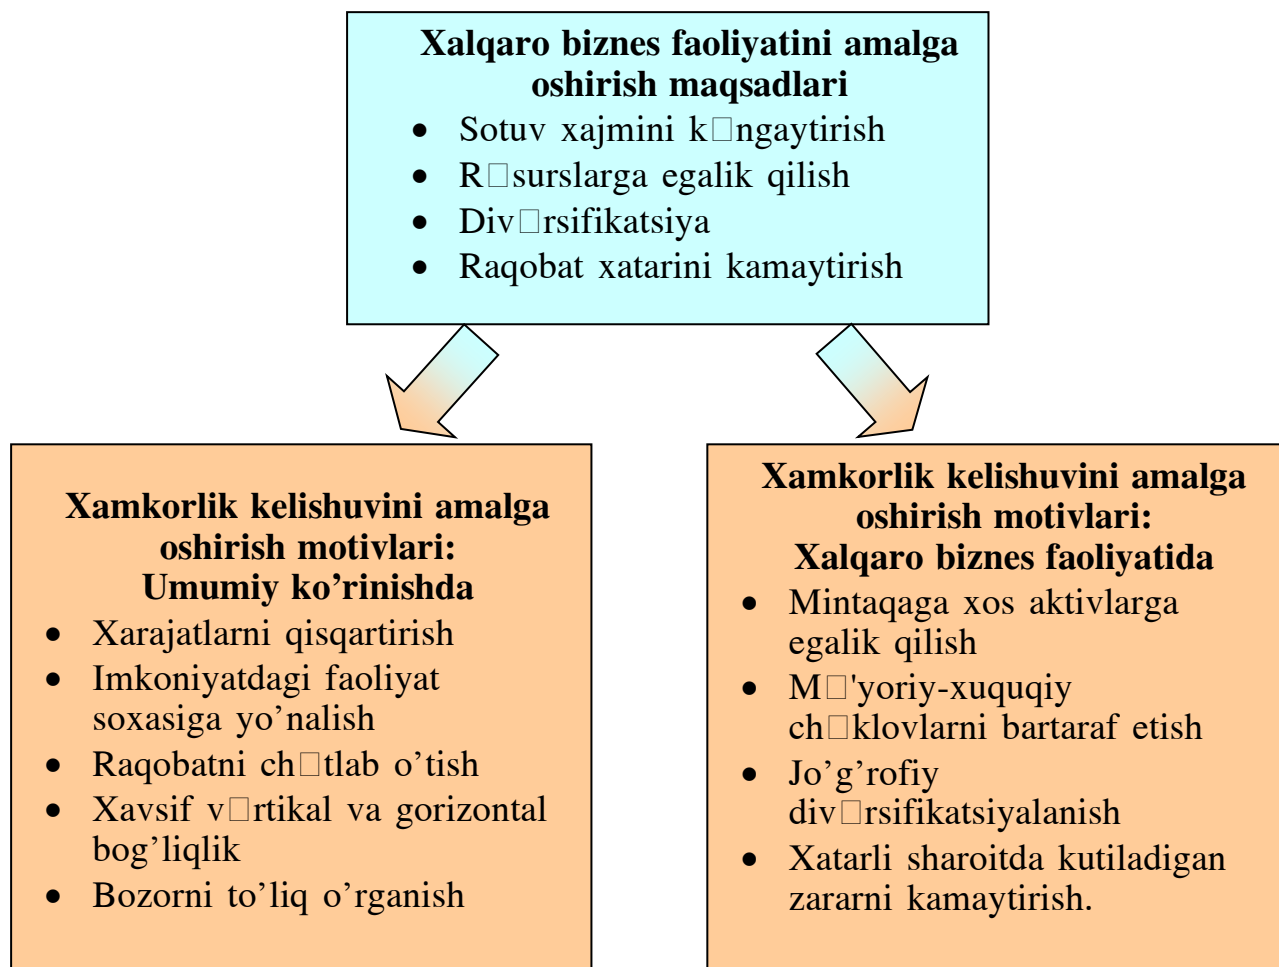 Xalqaro biznes faoliyatini amalga
oshirish maqsadlari
• Sotuv xajmini k□ngaytirish
• R□surslarga egalik qilish
• Div□rsifikatsiya
• Raqobat xatarini kamaytirish
Xamkorlik kelishuvini amalga
oshirish motivlari:
Umumiy ko’rinishda
• Xarajatlarni qisqartirish
• Imkoniyatdagi faoliyat
soxasiga yo’nalish
• Raqobatni ch□tlab o’tish
• Xavsif v□rtikal va gorizontal
bog’liqlik
• Bozorni to’liq o’rganish
Xamkorlik kelishuvini amalga
oshirish motivlari:
Xalqaro biznes faoliyatida
• Mintaqaga xos aktivlarga
egalik qilish
• M□'yoriy-xuquqiy
ch□klovlarni bartaraf etish
• Jo’g’rofiy
div□rsifikatsiyalanish
• Xatarli sharoitda kutiladigan
zararni kamaytirish.